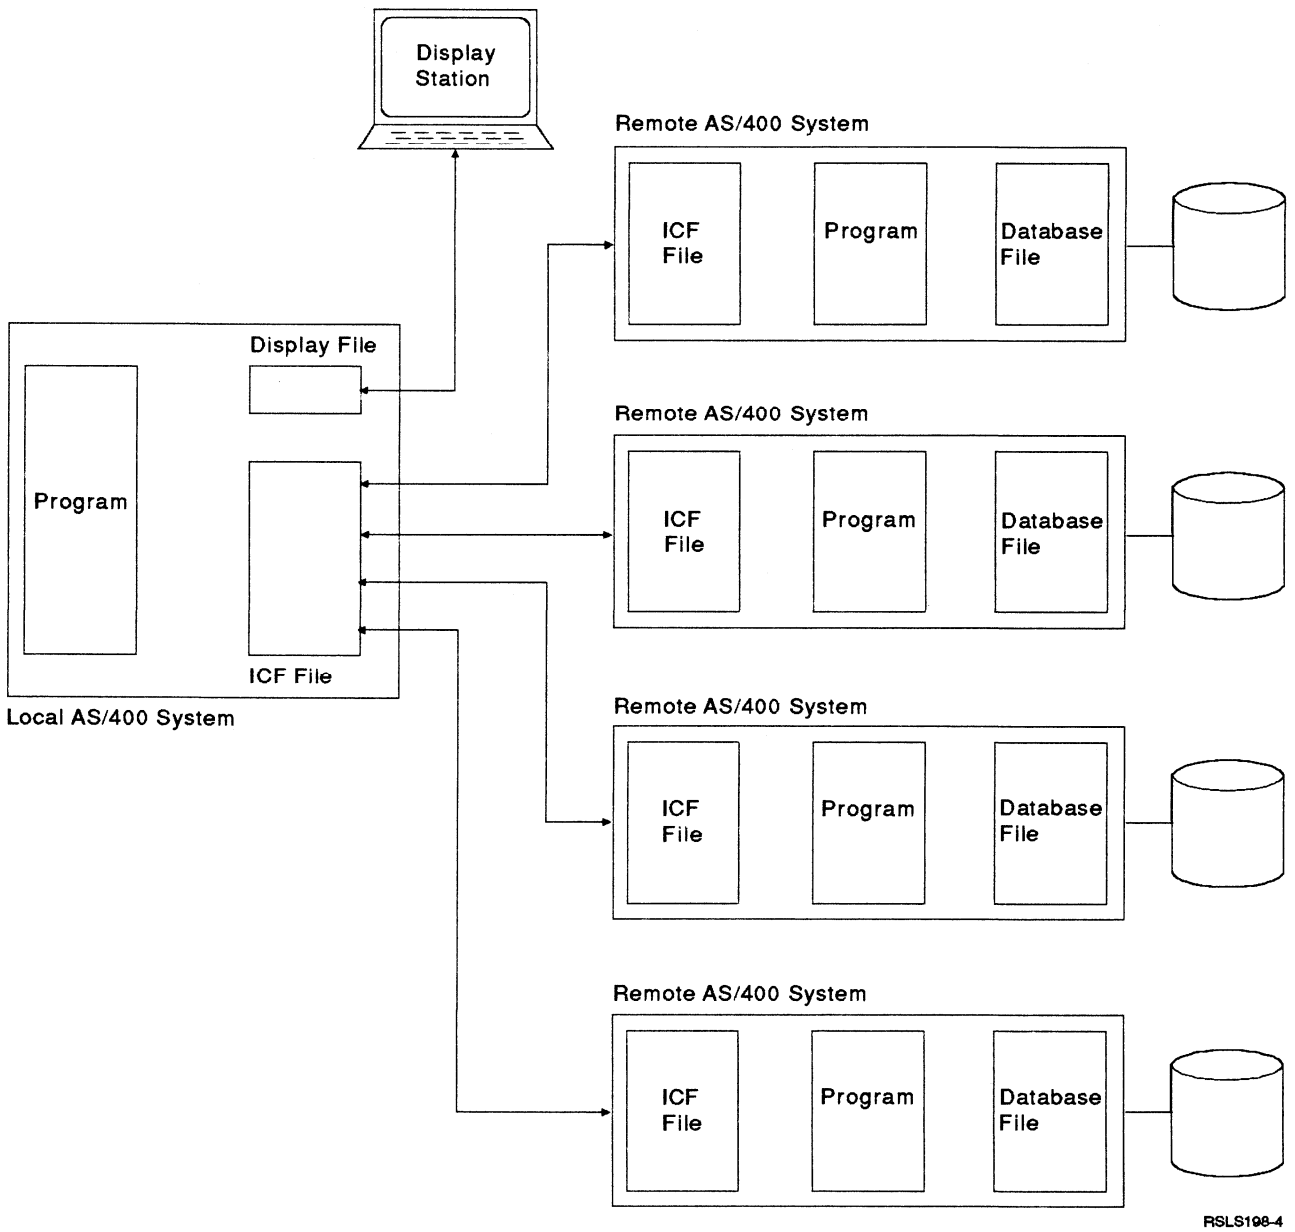 Display
Station
Remote AS/400 System
ICF
File
Program
Database
File
Display File
Program
ICF File
Local AS/400 System
Remote AS/400 System
ICF
File
Program
Database
File
Remote AS/400 System
ICF
File
Program
Database
File
Remote AS/400 System
ICF
File
Program
Database
File
RSLS198-4